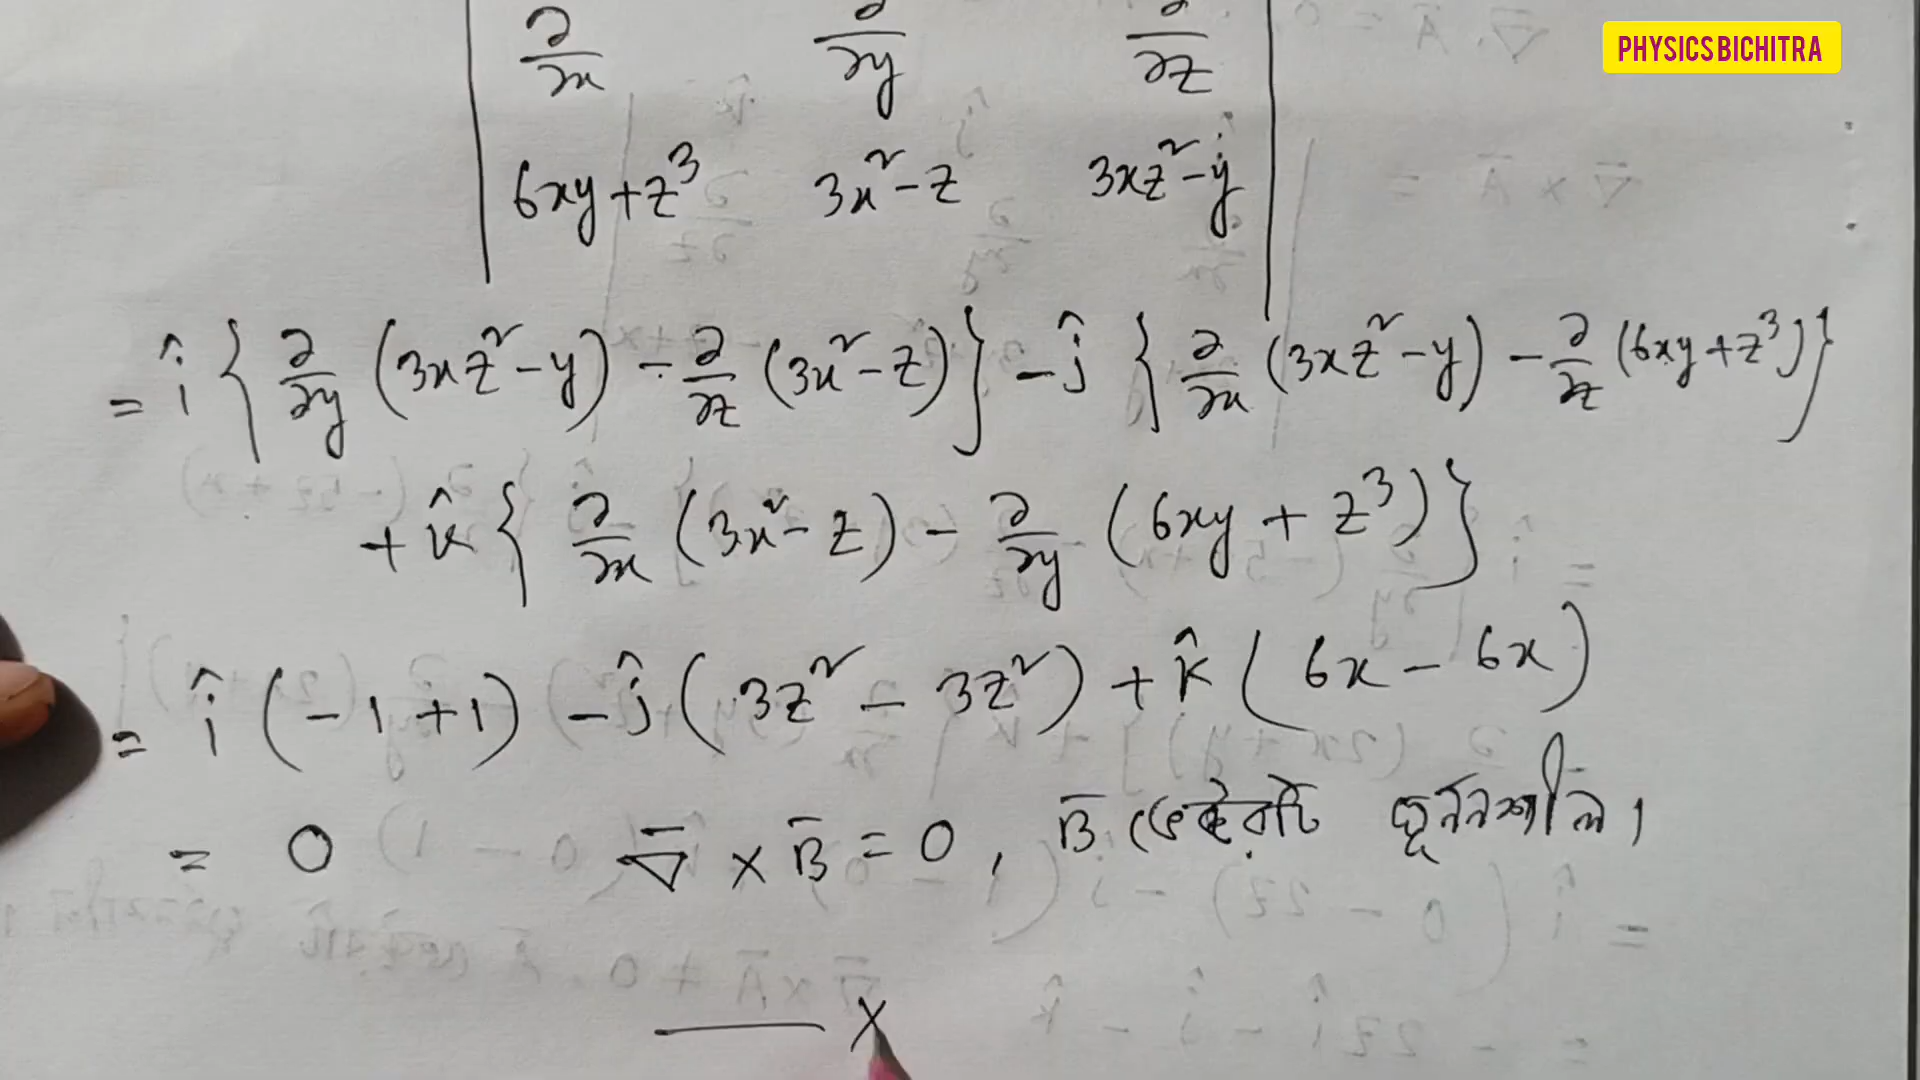 PHYSICS BICHITRA
∂/∂x ∂/∂y ∂/∂z
6xy+z³ 3x²-z 3xz²-y
= î { ∂/∂y (3xz²-y) - ∂/∂z (3x²-z) } - ĵ { ∂/∂x (3xz²-y) - ∂/∂z (6xy+z³) }
+ k̂ { ∂/∂x (3x²-z) - ∂/∂y (6xy+z³) }
= î (-1+1) - ĵ (3z² - 3z²) + k̂ (6x - 6x)
= 0 ∇̄ × B̄ = 0, B̄ ভেক্টরটি ঘূর্ননশীল।
X